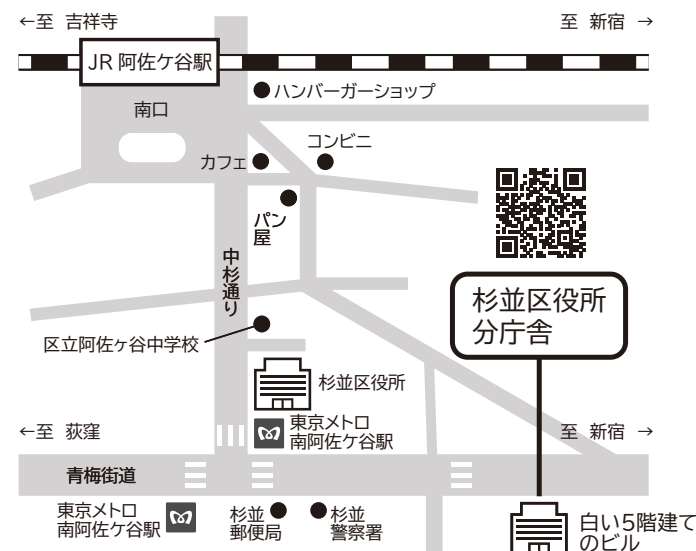 ←至 吉祥寺
至 新宿 →
JR 阿佐ケ谷駅
ハンバーガーショップ
南口
コンビニ
カフェ
パン
屋
中杉通り
杉並区役所
分庁舎
区立阿佐ヶ谷中学校
杉並区役所
東京メトロ
南阿佐ケ谷駅
←至 荻窪
至 新宿 →
青梅街道
東京メトロ
南阿佐ケ谷駅
杉並
郵便局
杉並
警察署
白い5階建て
のビル